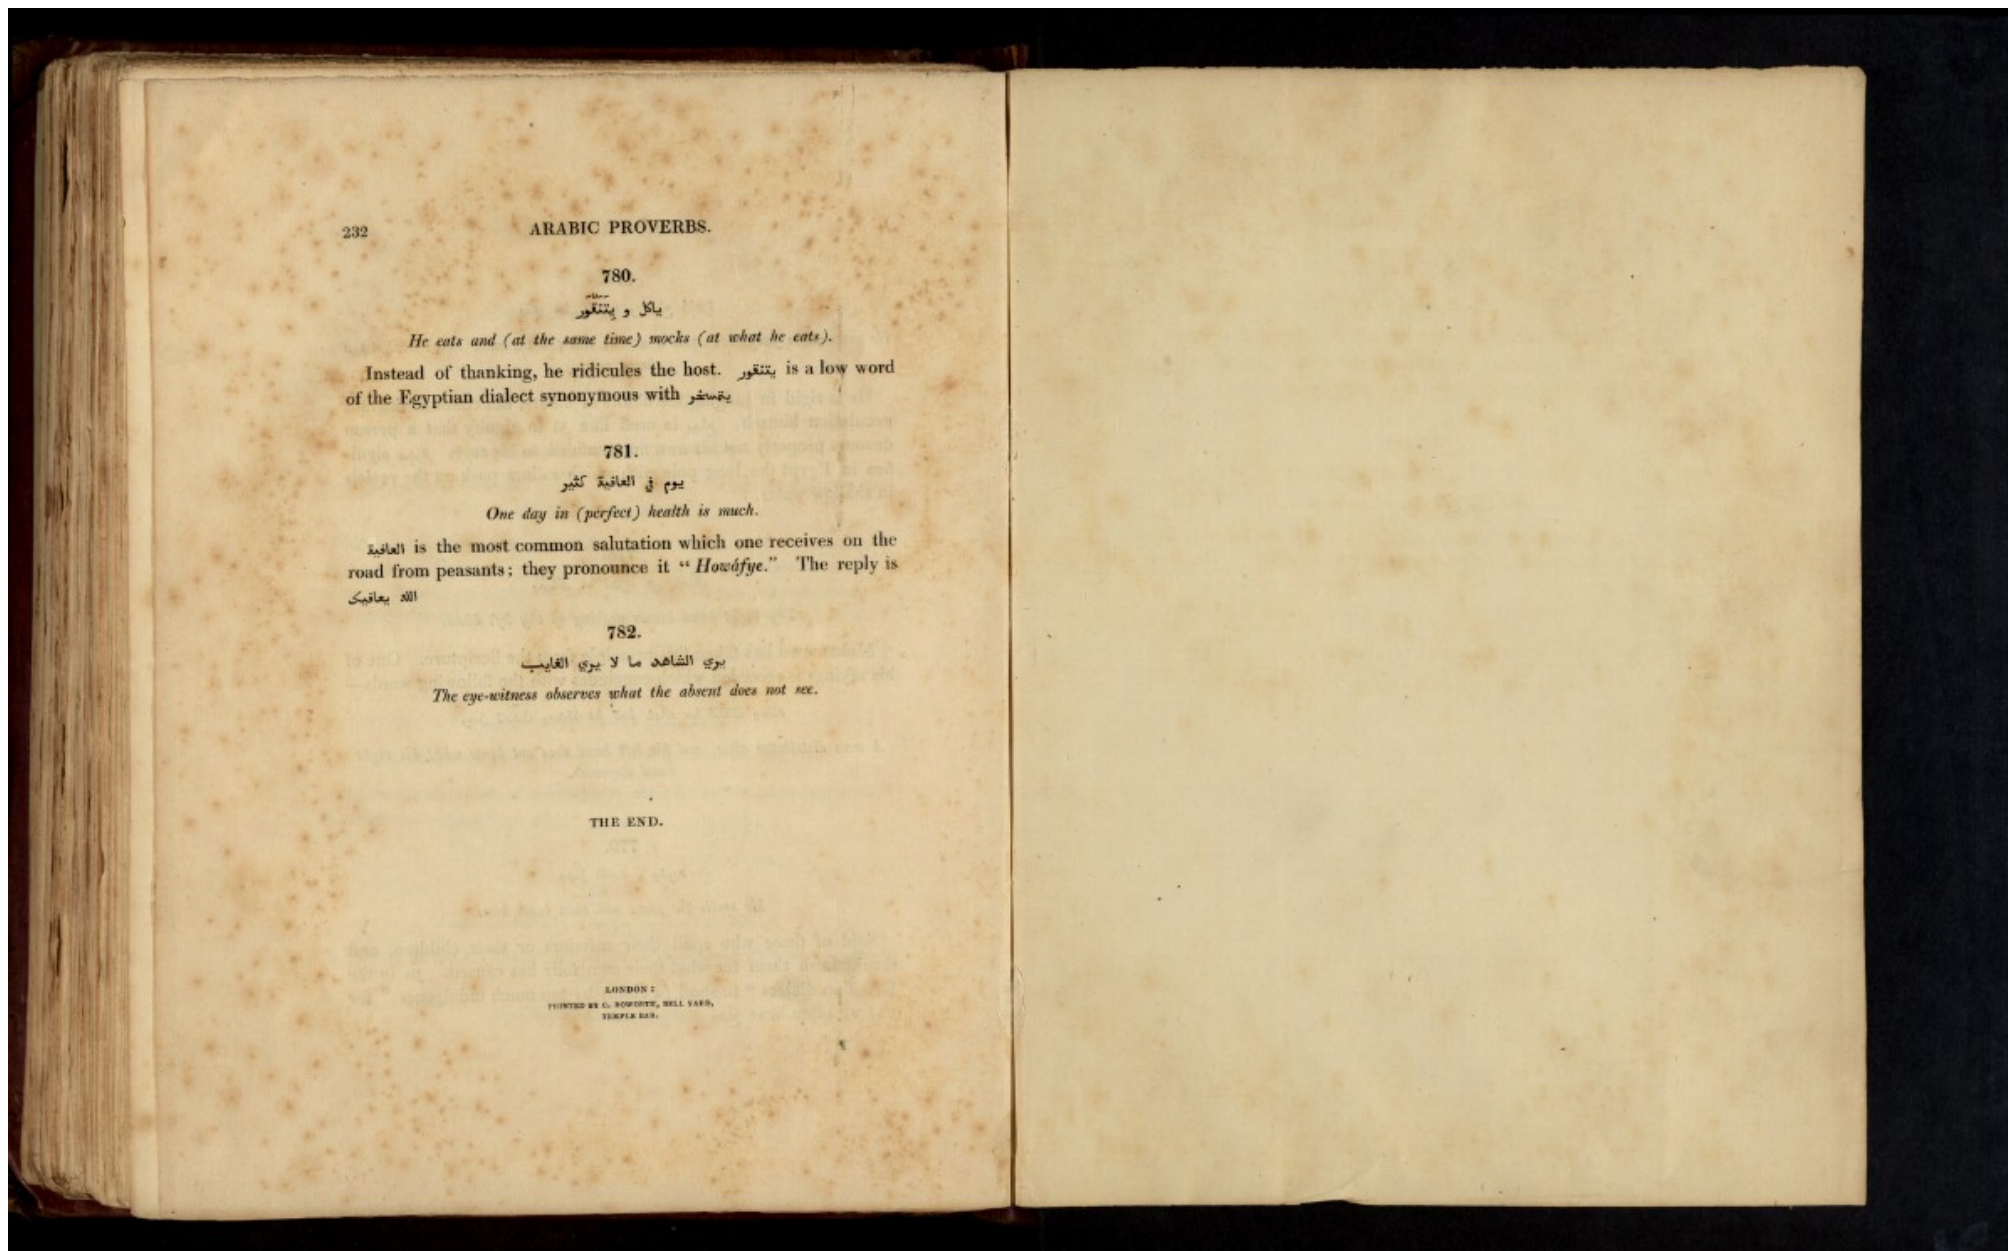 232
ARABIC PROVERBS.
780.
ياكل و يتنقور
He eats and (at the same time) mocks (at what he eats).
Instead of thanking, he ridicules the host. يتنقور is a low word
of the Egyptian dialect synonymous with يتمسخر
781.
يوم في العافية كثير
One day in (perfect) health is much.
العافية is the most common salutation which one receives on the
road from peasants; they pronounce it “ Howáfye.” The reply is
الله يعافيك
782.
يري الشاهد ما لا يري الغايب
The eye-witness observes what the absent does not see.
THE END.
LONDON :
PRINTED BY C. ROWORTH, BELL YARD,
TEMPLE BAR.